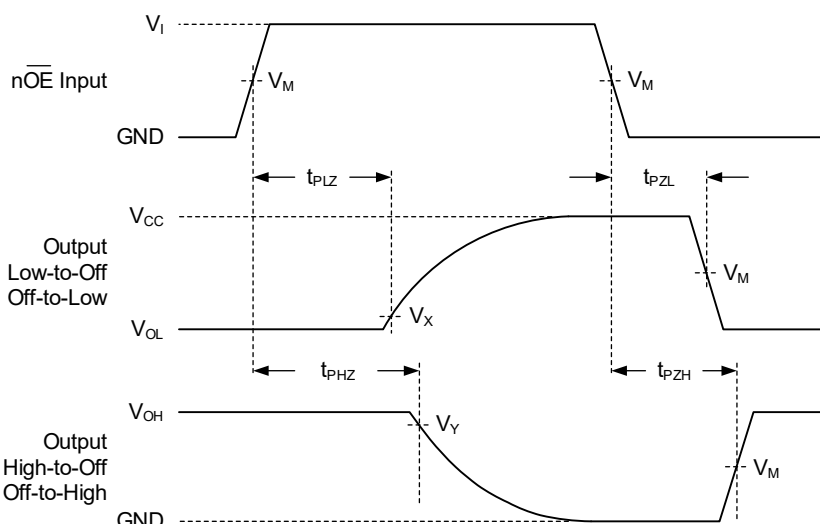 V_I
nOE Input
V_M
V_M
GND
t_PLZ
t_PZL
V_CC
Output
Low-to-Off
Off-to-Low
V_M
V_X
V_OL
t_PHZ
t_PZH
V_OH
V_Y
Output
High-to-Off
Off-to-High
V_M
GND